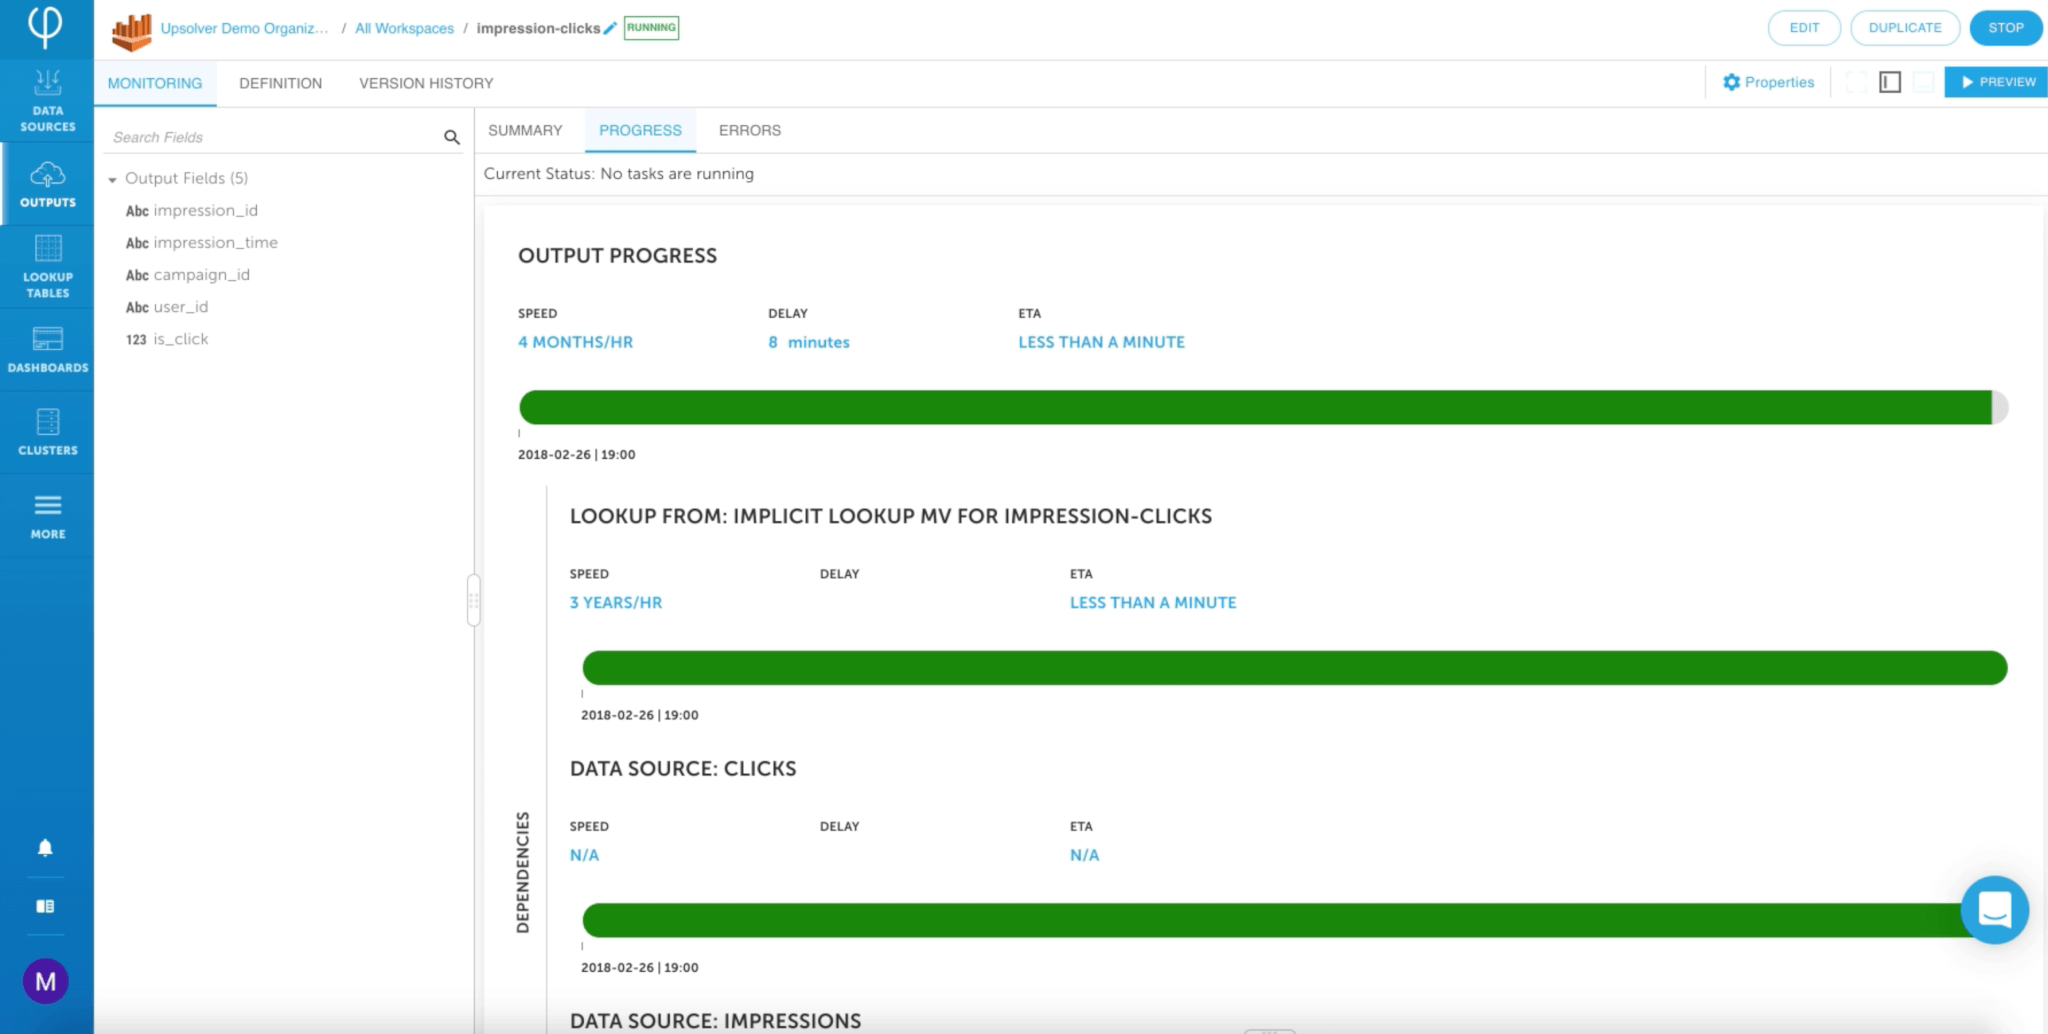 Upsolver Demo Organiz... / All Workspaces / impression-clicks RUNNING
EDIT DUPLICATE STOP
DATA
SOURCES
OUTPUTS
LOOKUP
TABLES
DASHBOARDS
CLUSTERS
MORE
M
MONITORING DEFINITION VERSION HISTORY
Properties PREVIEW
Search Fields
Output Fields (5)
Abc impression_id
Abc impression_time
Abc campaign_id
Abc user_id
123 is_click
SUMMARY PROGRESS ERRORS
Current Status: No tasks are running
OUTPUT PROGRESS
SPEED DELAY ETA
4 MONTHS/HR 8 minutes LESS THAN A MINUTE
2018-02-26 | 19:00
DEPENDENCIES
LOOKUP FROM: IMPLICIT LOOKUP MV FOR IMPRESSION-CLICKS
SPEED DELAY ETA
3 YEARS/HR LESS THAN A MINUTE
2018-02-26 | 19:00
DATA SOURCE: CLICKS
SPEED DELAY ETA
N/A N/A
2018-02-26 | 19:00
DATA SOURCE: IMPRESSIONS